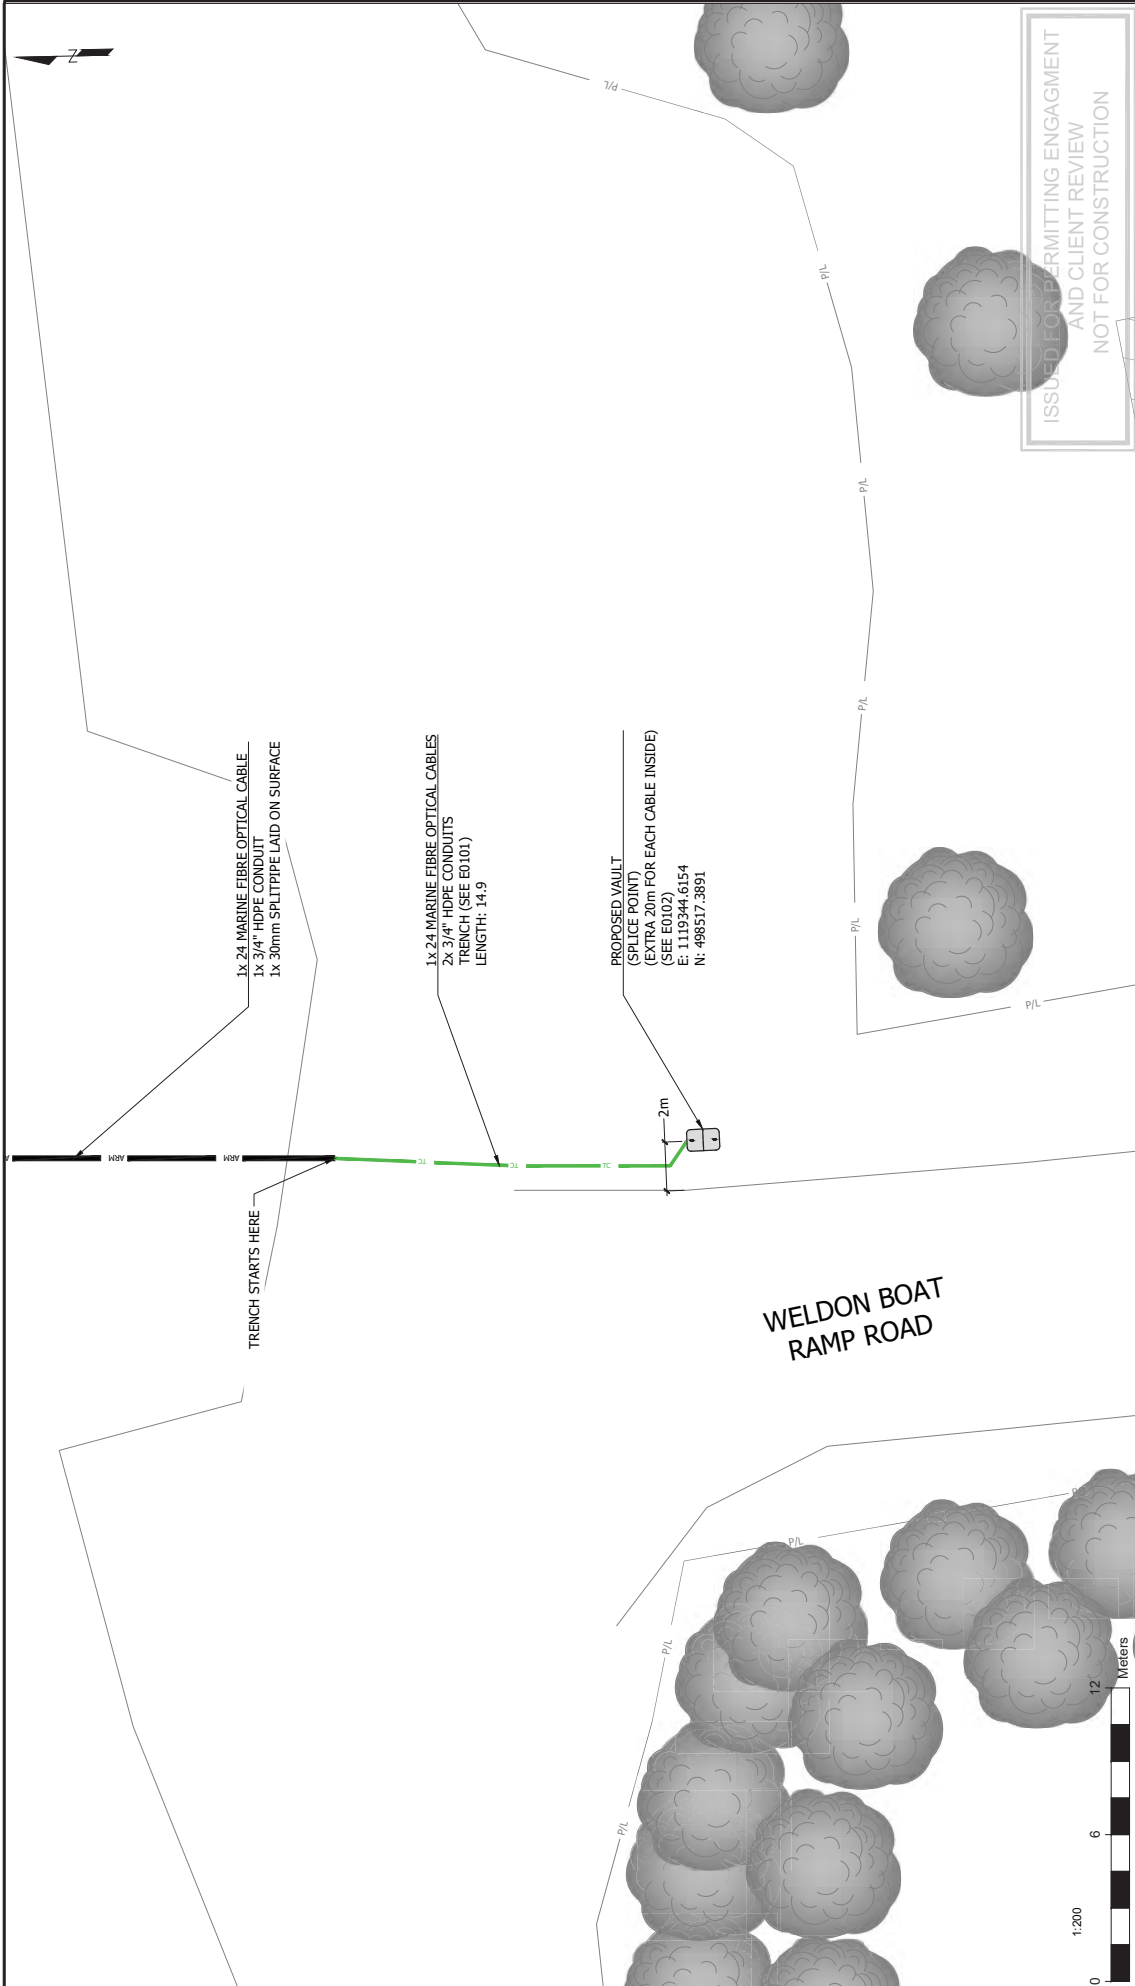 Z
P/L
P/L
P/L
P/L
P/L
P/L
ISSUED FOR PERMITTING ENGAGMENT
AND CLIENT REVIEW
NOT FOR CONSTRUCTION
1x 24 MARINE FIBRE OPTICAL CABLE
1x 3/4" HDPE CONDUIT
1x 30mm SPLITPIPE LAID ON SURFACE
1x 24 MARINE FIBRE OPTICAL CABLES
2x 3/4" HDPE CONDUITS
TRENCH (SEE E0101)
LENGTH: 14.9
PROPOSED VAULT
(SPLICE POINT)
(EXTRA 20m FOR EACH CABLE INSIDE)
(SEE E0102)
E: 1119344.6154
N: 498517.3891
ARM
ARM
TC
TC
TC
2m
TRENCH STARTS HERE
WELDON BOAT
RAMP ROAD
P/L
P/L
P/L
1:200
0
6
12
Meters